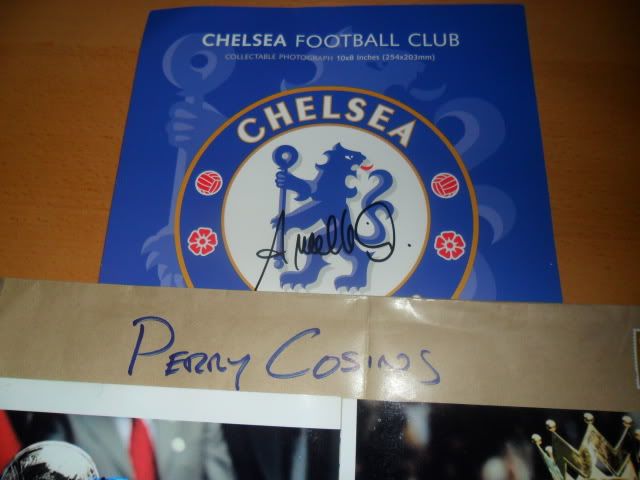 CHELSEA FOOTBALL CLUB
COLLECTABLE PHOTOGRAPH 10x8 Inches (254x203mm)
CHELSEA
PERRY COSINS